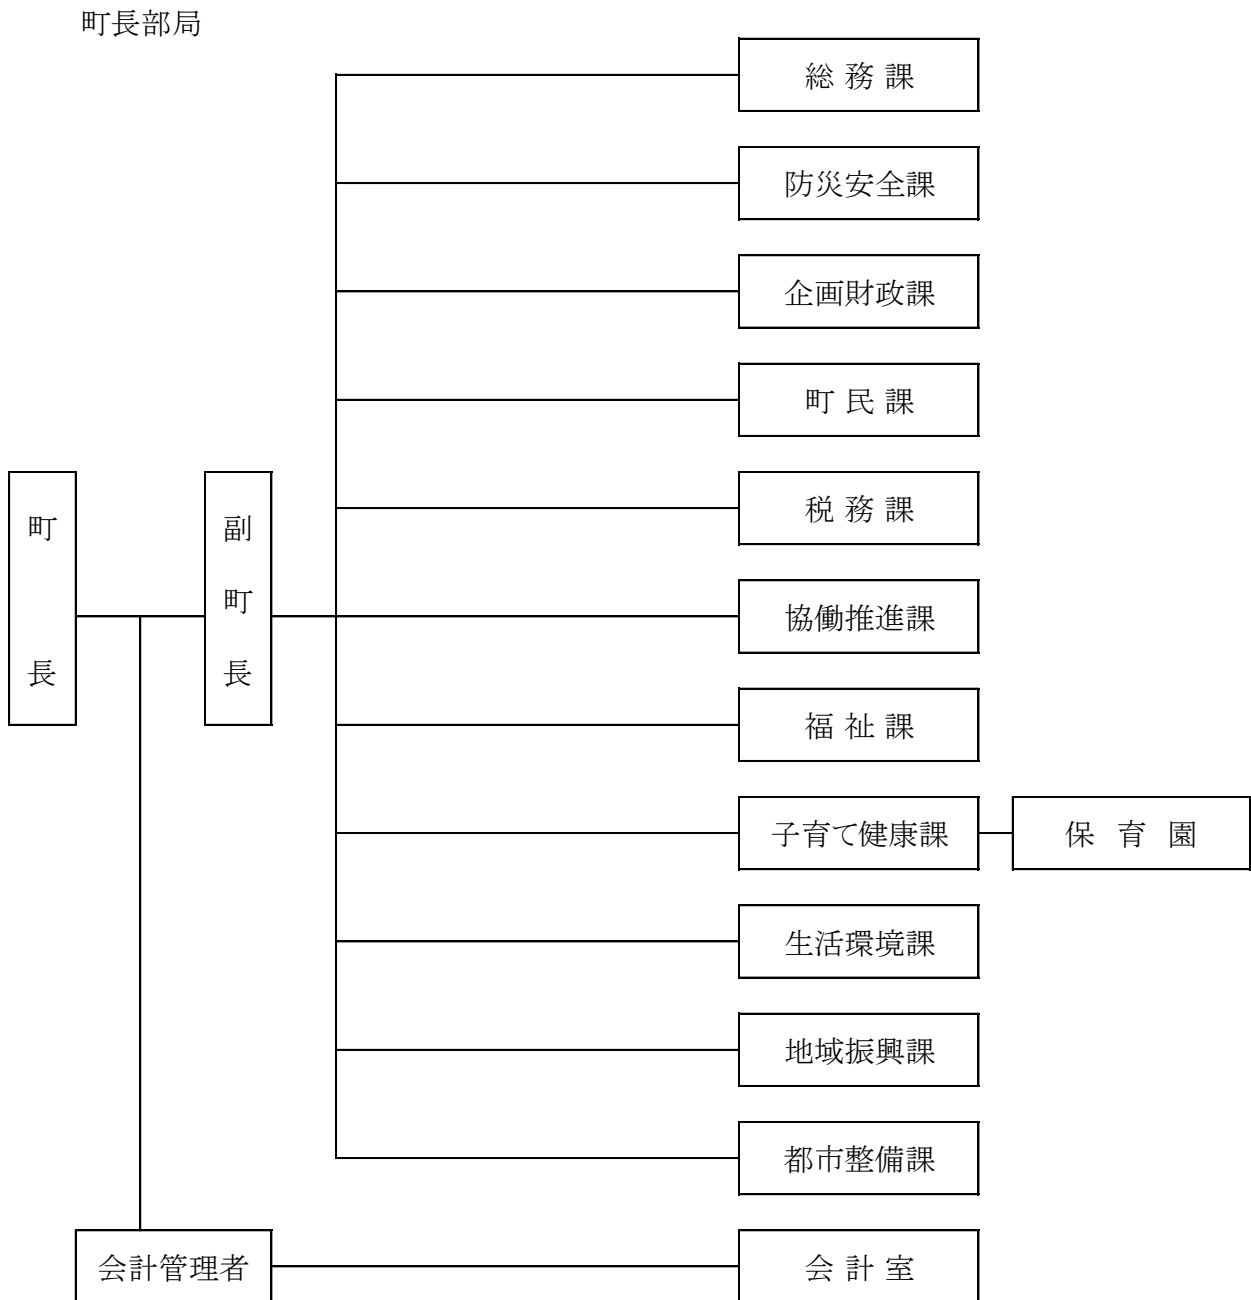 町長部局
総務課
防災安全課
企画財政課
町民課
町長
副町長
税務課
協働推進課
福祉課
子育て健康課
保育園
生活環境課
地域振興課
都市整備課
会計管理者
会計室